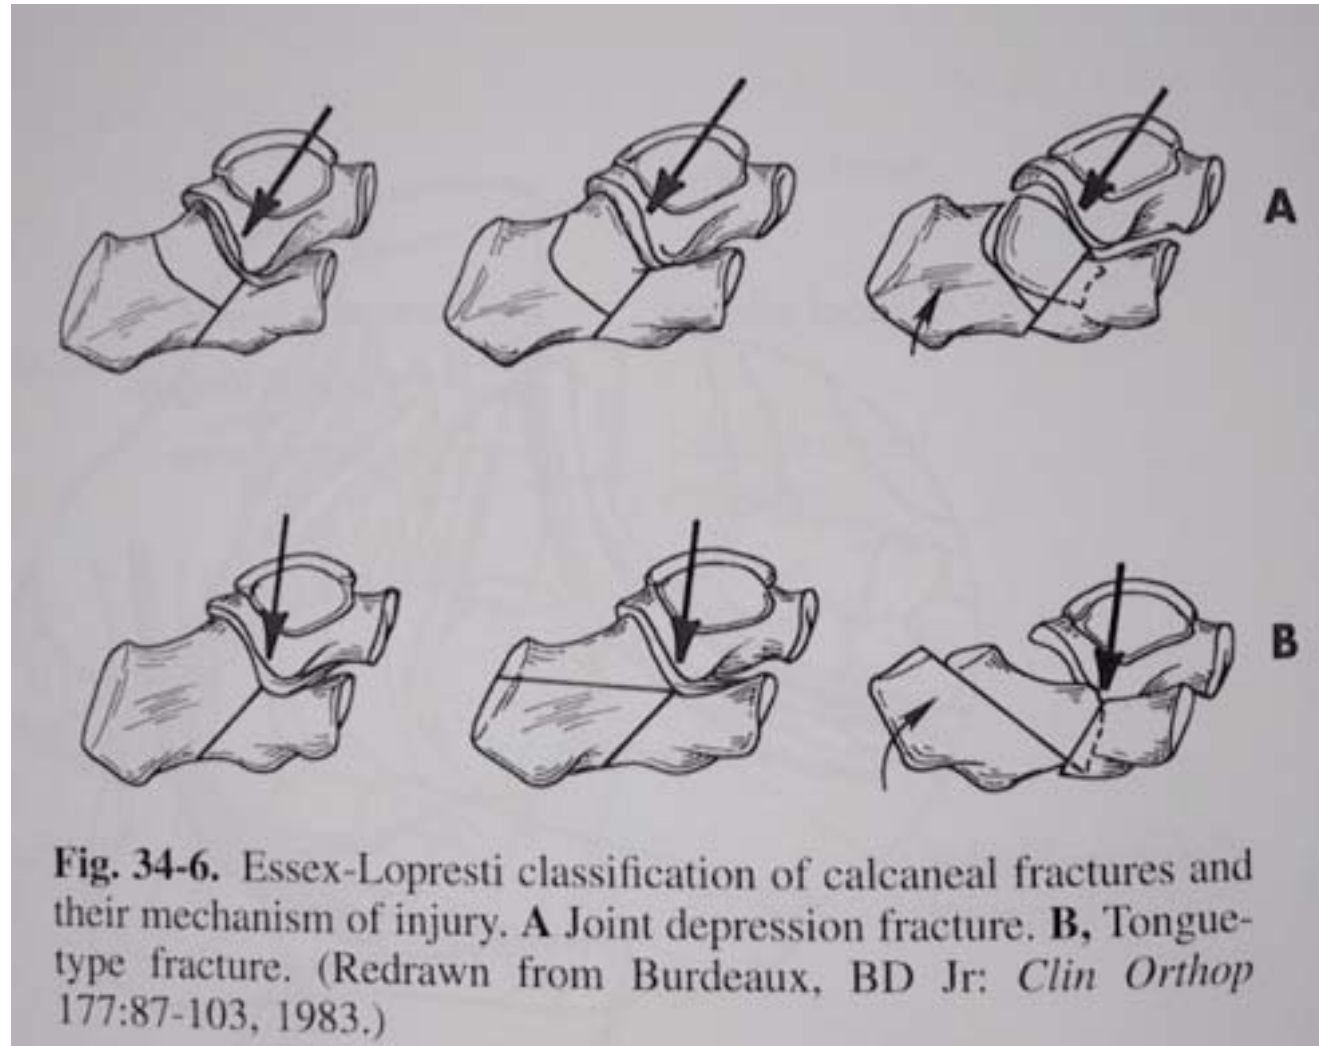 A
B
Fig. 34-6. Essex-Lopresti classification of calcaneal fractures and
their mechanism of injury. A Joint depression fracture. B, Tongue-
type fracture. (Redrawn from Burdeaux, BD Jr: Clin Orthop
177:87-103, 1983.)